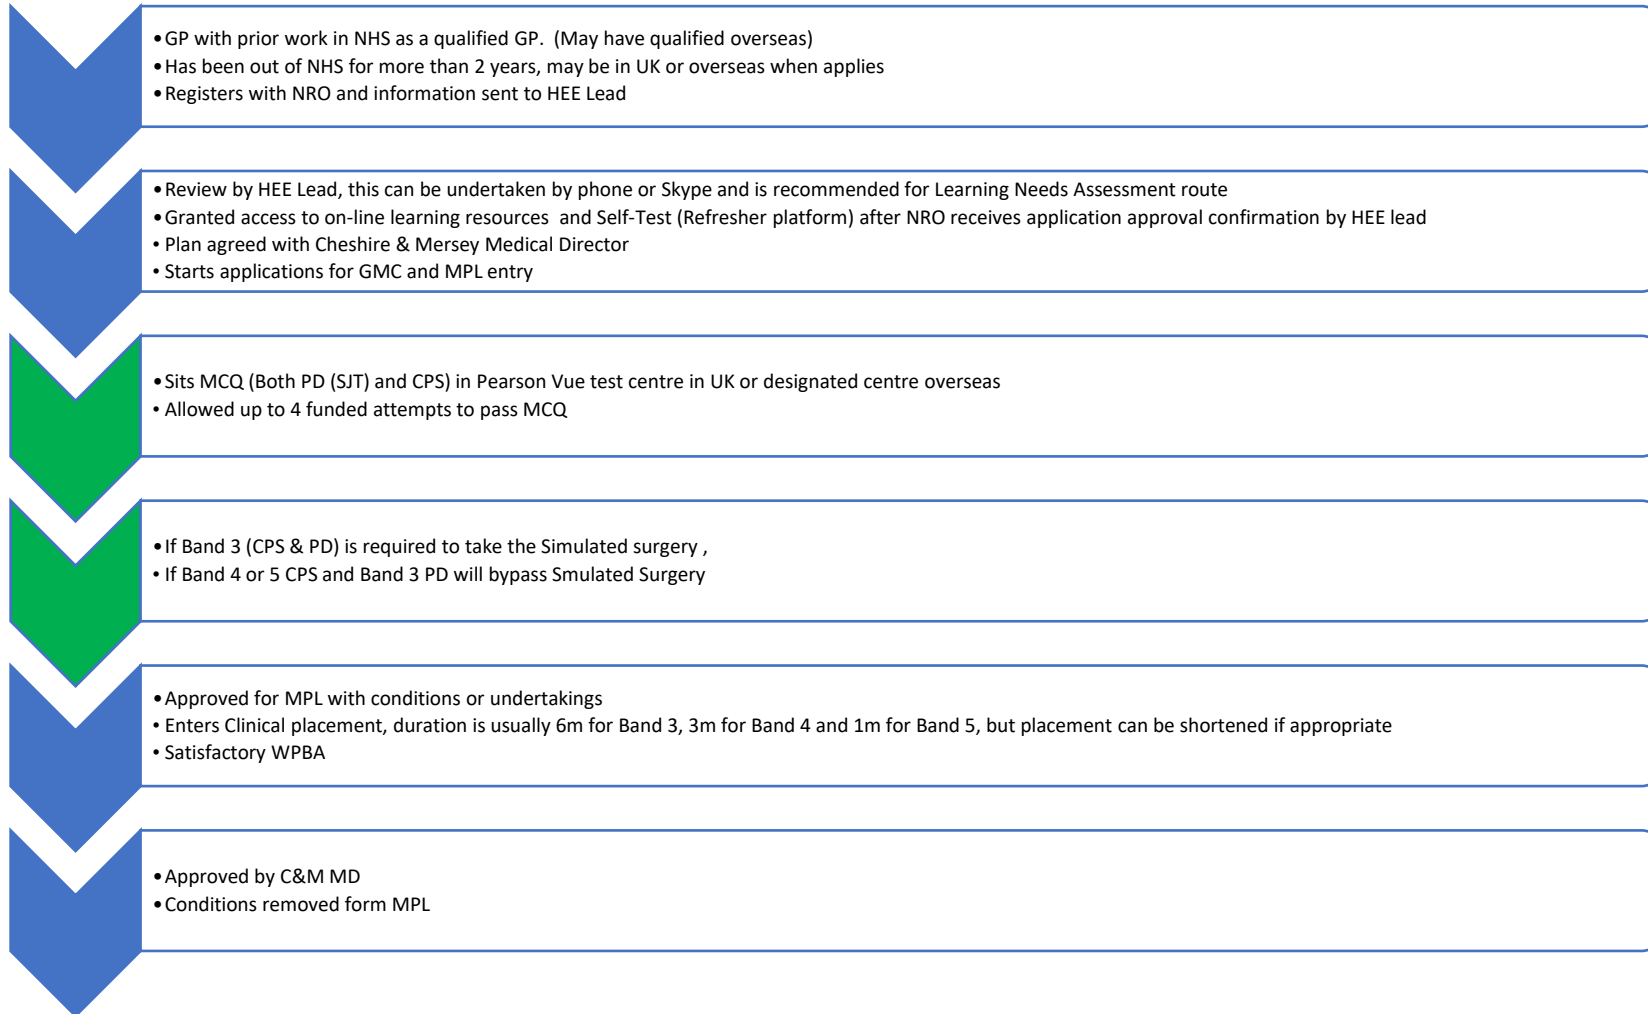 •GP with prior work in NHS as a qualified GP.  (May have qualified overseas)
•Has been out of NHS for more than 2 years, may be in UK or overseas when applies
•Registers with NRO and information sent to HEE Lead
•Review by HEE Lead, this can be undertaken by phone or Skype and is recommended for Learning Needs Assessment route
•Granted access to on-line learning resources  and Self-Test (Refresher platform) after NRO receives application approval confirmation by HEE lead
• Plan agreed with Cheshire & Mersey Medical Director
• Starts applications for GMC and MPL entry
•Sits MCQ (Both PD (SJT) and CPS) in Pearson Vue test centre in UK or designated centre overseas
• Allowed up to 4 funded attempts to pass MCQ
•If Band 3 (CPS & PD) is required to take the Simulated surgery ,
• If Band 4 or 5 CPS and Band 3 PD will bypass Smulated Surgery
•Approved for MPL with conditions or undertakings
• Enters Clinical placement, duration is usually 6m for Band 3, 3m for Band 4 and 1m for Band 5, but placement can be shortened if appropriate
• Satisfactory WPBA
•Approved by C&M MD
•Conditions removed form MPL